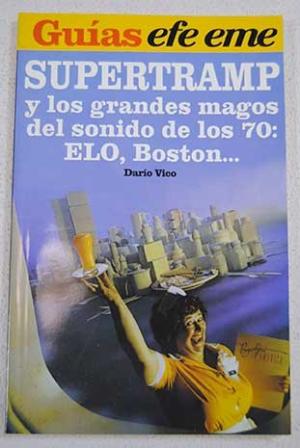 Guías efe eme
SUPERTRAMP
y los grandes magos
del sonido de los 70:
ELO, Boston...
Darío Vico